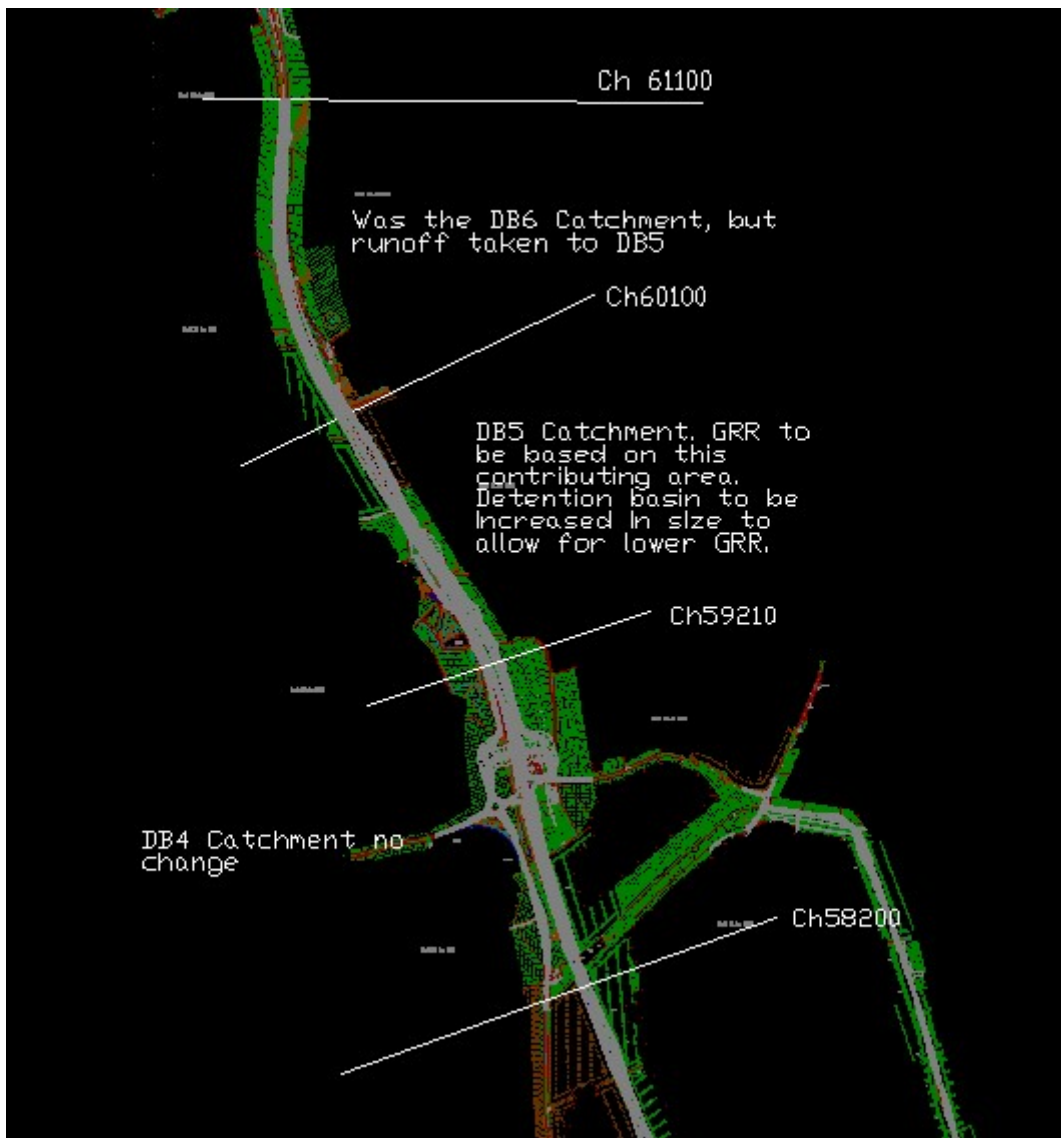 Ch 61100
Was the DB6 Catchment, but
runoff taken to DB5
Ch60100
DB5 Catchment. GRR to
be based on this
contributing area.
Detention basin to be
increased in size to
allow for lower GRR.
Ch59210
DB4 Catchment no
change
Ch58200